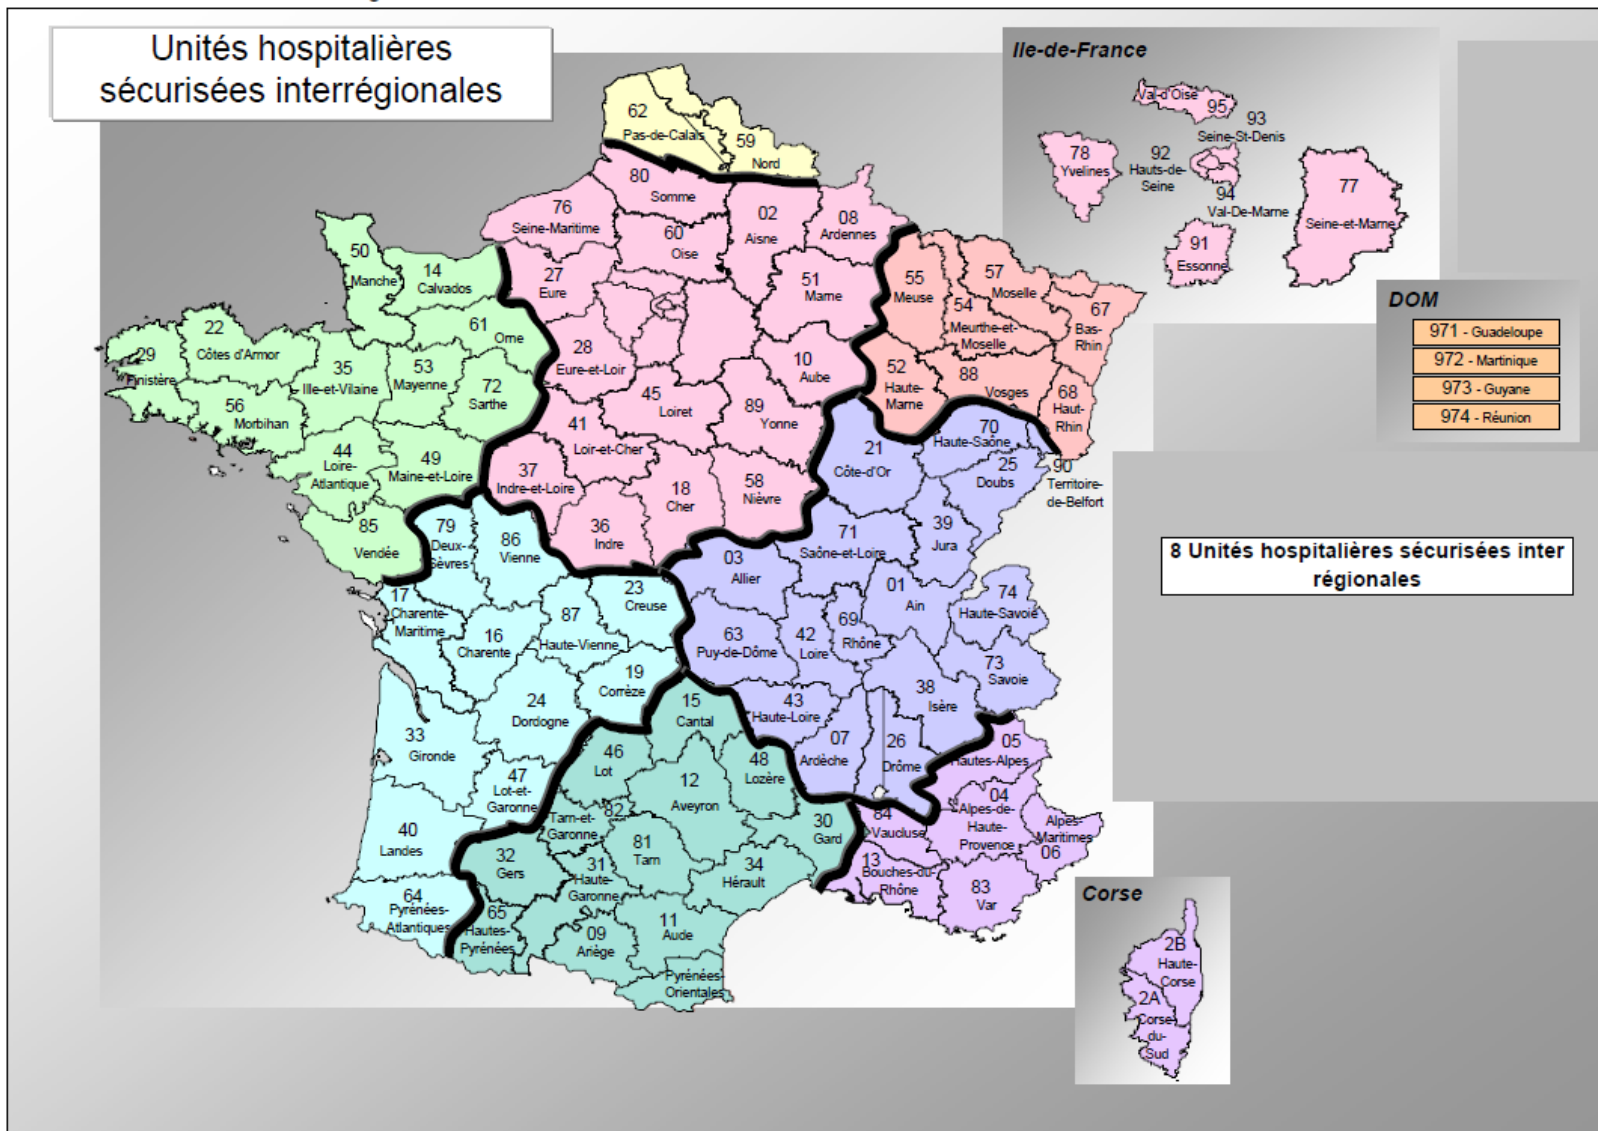 Unités hospitalières
sécurisées interrégionales
Ile-de-France
Val-d'Oise
95
93
Seine-St-Denis
78
Yvelines
92
Hauts-de-
Seine
94
Val-De-Marne
77
Seine-et-Marne
91
Essonne
DOM
971 - Guadeloupe
972 - Martinique
973 - Guyane
974 - Réunion
8 Unités hospitalières sécurisées inter
régionales
62
Pas-de-Calais
59
Nord
80
Somme
76
Seine-Maritime
02
Aisne
08
Ardennes
60
Oise
27
Eure
51
Marne
50
Manche
14
Calvados
61
Orne
55
Meuse
57
Moselle
54
Meurthe-et-
Moselle
67
Bas-
Rhin
22
Côtes d'Armor
29
Finistère
35
Ille-et-Vilaine
53
Mayenne
72
Sarthe
28
Eure-et-Loir
10
Aube
52
Haute-
Marne
88
Vosges
68
Haut-
Rhin
56
Morbihan
45
Loiret
89
Yonne
41
Loir-et-Cher
44
Loire-
Atlantique
49
Maine-et-Loire
37
Indre-et-Loire
18
Cher
58
Nièvre
21
Côte-d'Or
70
Haute-Saône
25
Doubs
90
Territoire-
de-Belfort
85
Vendée
79
Deux-
Sèvres
86
Vienne
36
Indre
71
Saône-et-Loire
39
Jura
03
Allier
01
Ain
74
Haute-Savoie
17
Charente-
Maritime
16
Charente
87
Haute-Vienne
23
Creuse
63
Puy-de-Dôme
42
Loire
69
Rhône
73
Savoie
19
Corrèze
24
Dordogne
38
Isère
15
Cantal
43
Haute-Loire
33
Gironde
07
Ardèche
26
Drôme
05
Hautes-Alpes
46
Lot
47
Lot-et-
Garonne
12
Aveyron
48
Lozère
04
Alpes-de-
Haute-
Provence
Alpes-
Maritimes
06
40
Landes
82
Tarn-et-
Garonne
81
Tarn
30
Gard
84
Vaucluse
32
Gers
31
Haute-
Garonne
34
Hérault
13
Bouches-du-
Rhône
83
Var
64
Pyrénées-
Atlantiques
65
Hautes-
Pyrénées
09
Ariège
11
Aude
Pyrénées-
Orientales
Corse
2B
Haute-
Corse
2A
Corse-
du-
Sud